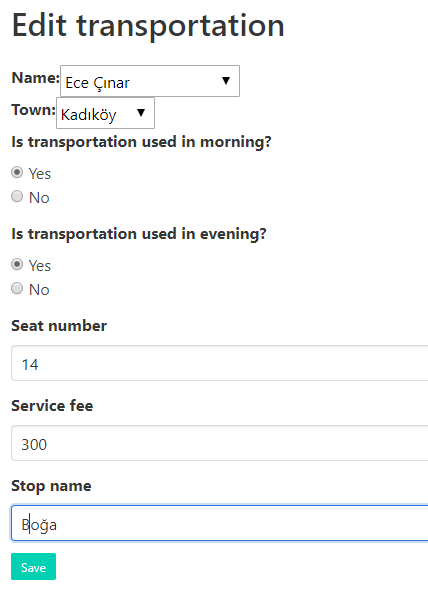 Edit transportation
Name: Ece Çınar
Town: Kadıköy
Is transportation used in morning?
Yes
No
Is transportation used in evening?
Yes
No
Seat number
14
Service fee
300
Stop name
Boğa
Save